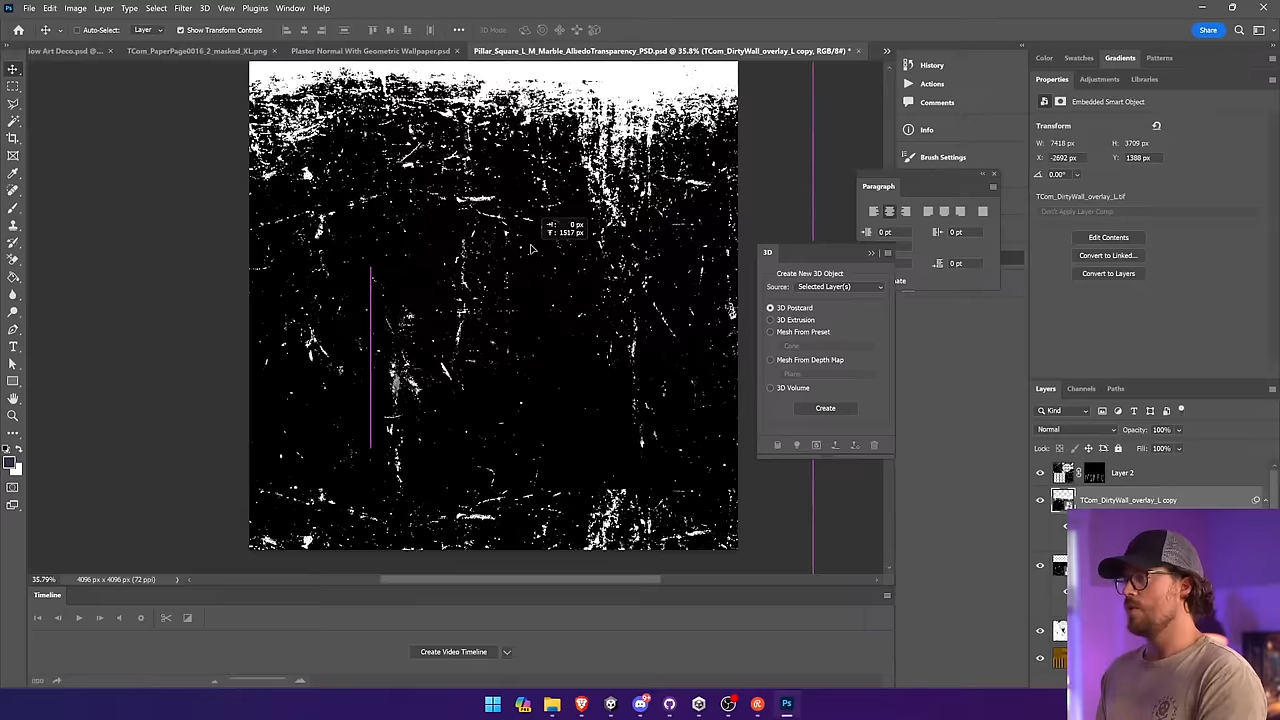 File Edit Image Layer Type Select Filter 3D View Plugins Window Help
Auto-Select: Layer 3D Mode: Share
low Art Deco.psd @... × TCom_PaperPage0016_2_masked_XL.png × Plaster Normal With Geometric Wallpaper.psd × Pillar_Square_L_M_Marble_AlbedoTransparency_PSD.psd @ 35.8% (TCom_DirtyWall_overlay_L copy, RGB/8#) * ×
History
Actions
Comments
Info
Brush Settings
Paragraph
0 pt 0 pt
0 pt
ate
: 0 px
: 1517 px
3D
Create New 3D Object
Source: Selected Layer(s)
3D Postcard
3D Extrusion
Mesh From Preset
Cone
Mesh From Depth Map
Plane
3D Volume
Create
Color Swatches Gradients Patterns
Properties Adjustments Libraries
Embedded Smart Object
Transform
W: 7418 px H: 3709 px
X: -2692 px Y: 1388 px
0.00°
TCom_DirtyWall_overlay_L.tif
Don't Apply Layer Comp
Edit Contents
Convert to Linked...
Convert to Layers
Layers Channels Paths
Kind
Normal Opacity: 100%
Lock: Fill: 100%
Layer 2
TCom_DirtyWall_overlay_L copy
35.79% 4096 px x 4096 px (72 ppi)
Timeline
Create Video Timeline